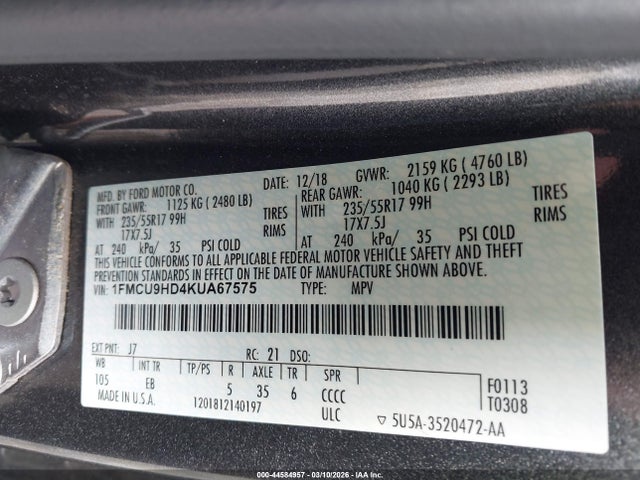 MFD. BY FORD MOTOR CO. DATE: 12/18 GVWR: 2159 KG ( 4760 LB)
FRONT GAWR: 1125 KG ( 2480 LB) REAR GAWR: 1040 KG ( 2293 LB)
WITH 235/55R17 99H TIRES WITH 235/55R17 99H TIRES
17X7.5J RIMS 17X7.5J RIMS
AT 240 kPa/ 35 PSI COLD AT 240 kPa/ 35 PSI COLD
THIS VEHICLE CONFORMS TO ALL APPLICABLE FEDERAL MOTOR VEHICLE SAFETY AND THEFT
PREVENTION STANDARDS IN EFFECT ON THE DATE OF MANUFACTURE SHOWN ABOVE.
VIN: 1FMCU9HD4KUA67575 TYPE: MPV
EXT PNT: J7 RC: 21 DSO:
WB INT TR TP/PS R AXLE TR SPR
105 EB 5 35 6 CCCC F0113
MADE IN U.S.A. 1201812140197 ULC T0308
▽ 5U5A-3520472-AA
000-44584957 - 03/10/2026 - IAA Inc.